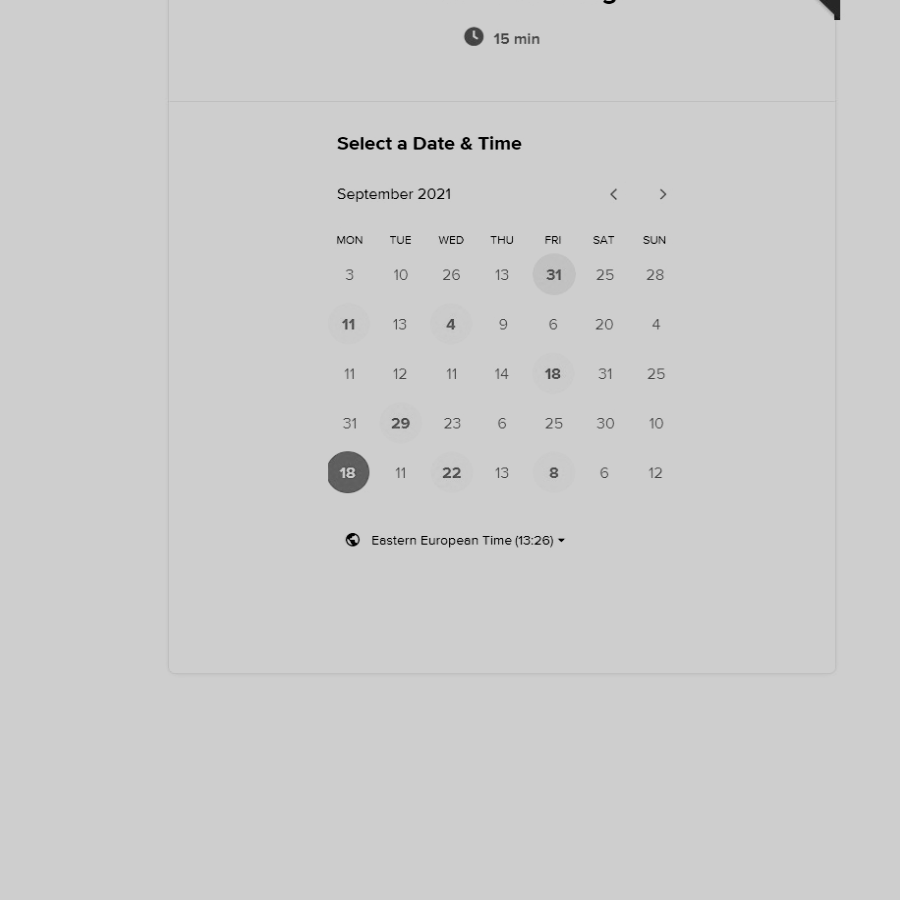 15 min
Select a Date & Time
September 2021
MON TUE WED THU FRI SAT SUN
3 10 26 13 31 25 28
11 13 4 9 6 20 4
11 12 11 14 18 31 25
31 29 23 6 25 30 10
18 11 22 13 8 6 12
Eastern European Time (13:26)